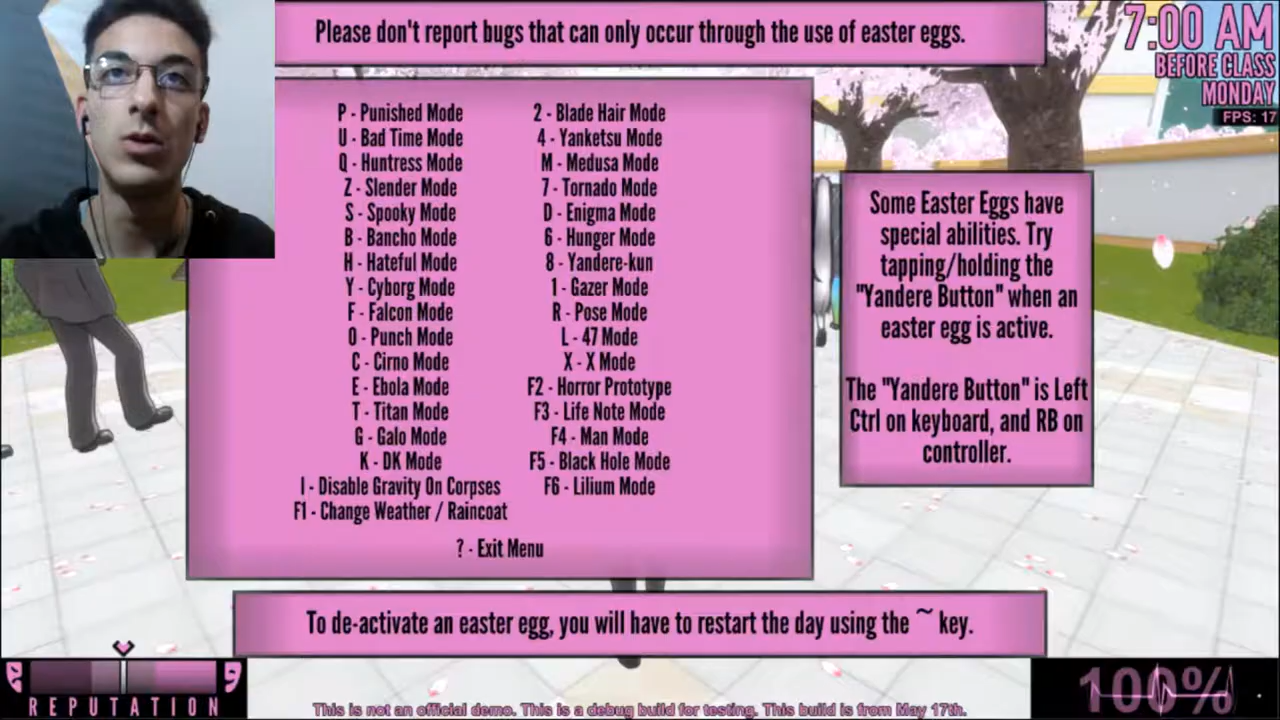 Please don't report bugs that can only occur through the use of easter eggs.
7:00 AM
BEFORE CLASS
MONDAY
FPS: 17
P - Punished Mode
U - Bad Time Mode
Q - Huntress Mode
Z - Slender Mode
S - Spooky Mode
B - Bancho Mode
H - Hateful Mode
Y - Cyborg Mode
F - Falcon Mode
O - Punch Mode
C - Cirno Mode
E - Ebola Mode
T - Titan Mode
G - Galo Mode
K - DK Mode
I - Disable Gravity On Corpses
F1 - Change Weather / Raincoat
2 - Blade Hair Mode
4 - Yanketsu Mode
M - Medusa Mode
7 - Tornado Mode
D - Enigma Mode
6 - Hunger Mode
8 - Yandere-kun
1 - Gazer Mode
R - Pose Mode
L - 47 Mode
X - X Mode
F2 - Horror Prototype
F3 - Life Note Mode
F4 - Man Mode
F5 - Black Hole Mode
F6 - Lilium Mode
? - Exit Menu
Some Easter Eggs have
special abilities. Try
tapping/holding the
"Yandere Button" when an
easter egg is active.
The "Yandere Button" is Left
Ctrl on keyboard, and RB on
controller.
To de-activate an easter egg, you will have to restart the day using the ~ key.
REPUTATION
100%
This is not an official demo. This is a debug build for testing. This build is from May 17th.